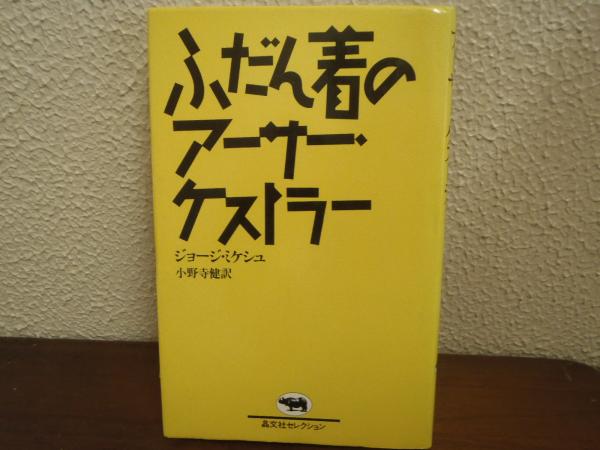 ふだん着の
アーサー・
ケストラー
ジョージ・ミケシュ
小野寺健訳
晶文社セレクション